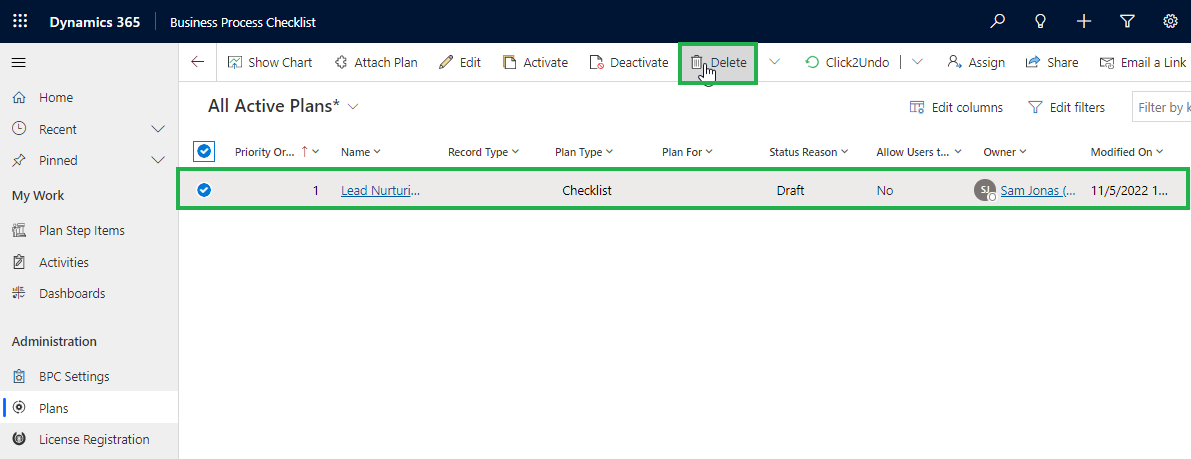 Dynamics 365 Business Process Checklist
Show Chart Attach Plan Edit Activate Deactivate Delete Click2Undo Assign Share Email a Link
Home
Recent
Pinned
My Work
Plan Step Items
Activities
Dashboards
Administration
BPC Settings
Plans
License Registration
All Active Plans*
Edit columns Edit filters Filter by k
Priority Or... Name Record Type Plan Type Plan For Status Reason Allow Users t... Owner Modified On
1 Lead Nurturi... Checklist Draft No SJ Sam Jonas (... 11/5/2022 1...